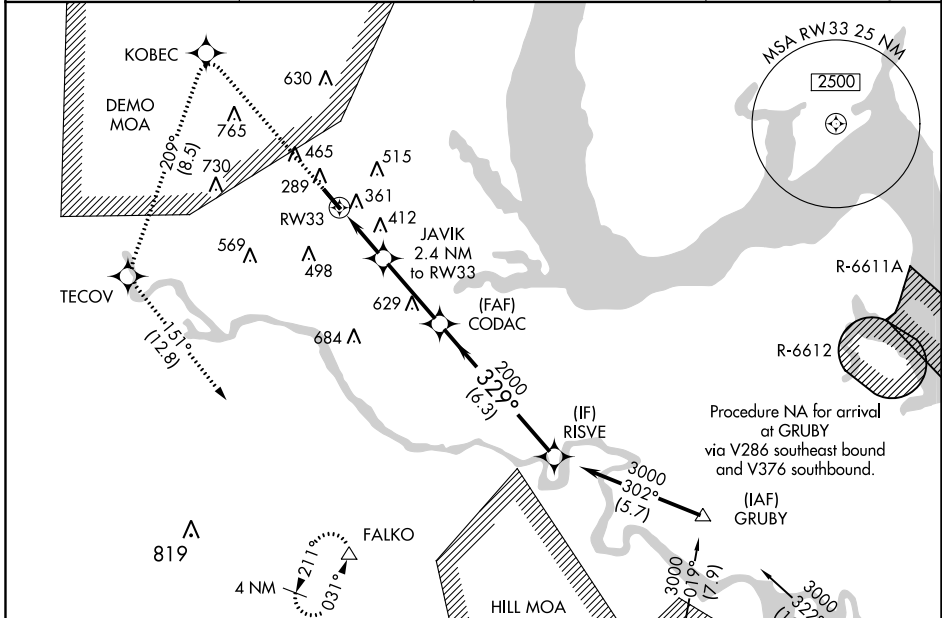 KOBEC
630
MSA RW33 25 NM
2500
DEMO
MOA
765
209°
(8.5)
730
465
515
289
361
RW33
412
JAVIK
2.4 NM
to RW33
569
498
TECOV
R-6611A
629
(FAF)
CODAC
684
151°
(12.8)
R-6612
2000
329°
(6.3)
(IF)
RISVE
Procedure NA for arrival
at GRUBY
via V286 southeast bound
and V376 southbound.
3000
302°
(5.7)
(IAF)
GRUBY
819
FALKO
211°
031°
4 NM
HILL MOA
3000
019°
(7.9)
3000
322°